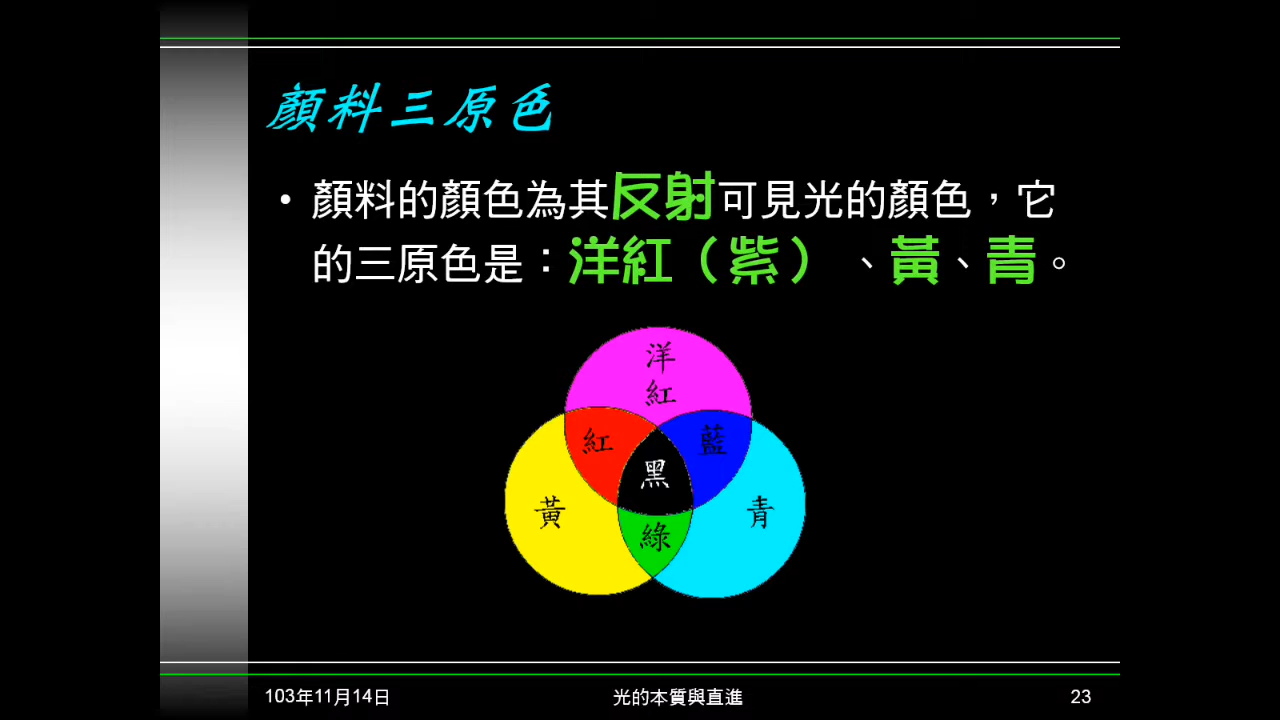 顏料三原色
• 顏料的顏色為其反射可見光的顏色，它
的三原色是：洋紅（紫）、黃、青。
洋
紅
紅
藍
黑
黃
青
綠
103年11月14日
光的本質與直進
23